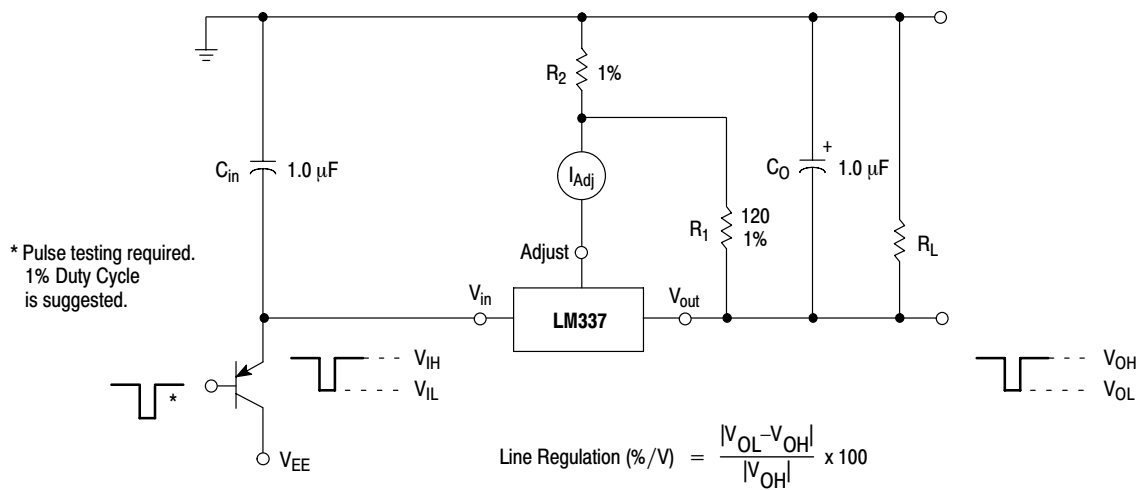 R2 1%
Cin 1.0 μF
IAdj
CO + 1.0 μF
R1 120
1%
RL
* Pulse testing required.
1% Duty Cycle
is suggested.
Adjust
Vin
LM337
Vout
VIH
VIL
*
VEE
VOH
VOL
Line Regulation (%/V) = |VOL–VOH| / |VOH| x 100